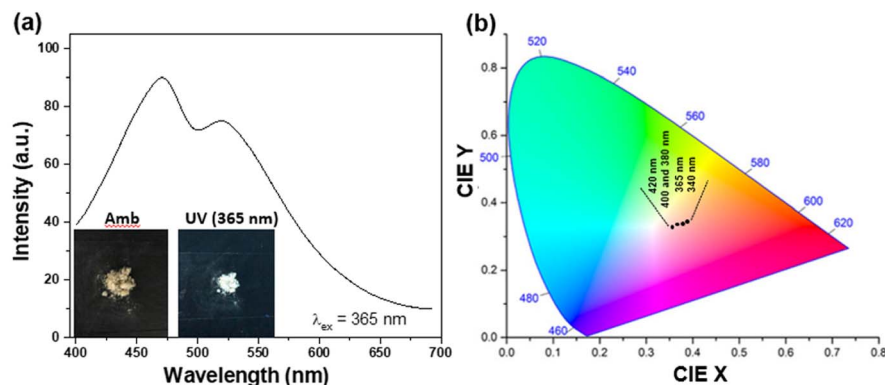 (a)
100
80
60
40
20
0
Intensity (a.u.)
Amb
UV (365 nm)
λex = 365 nm
400 450 500 550 600 650 700
Wavelength (nm)
(b)
0.8
0.6
0.4
0.2
0.0
CIE Y
520
540
560
500
580
600
620
480
460
420 nm
400 and 380 nm
365 nm
340 nm
0.0 0.1 0.2 0.3 0.4 0.5 0.6 0.7 0.8
CIE X